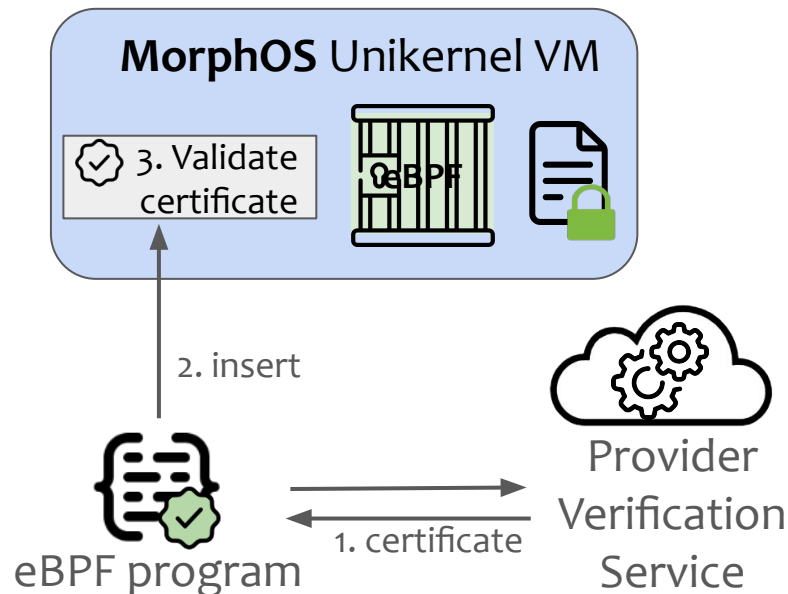 MorphOS Unikernel VM
3. Validate
certificate
eBPF
2. insert
Provider
Verification
Service
1. certificate
eBPF program